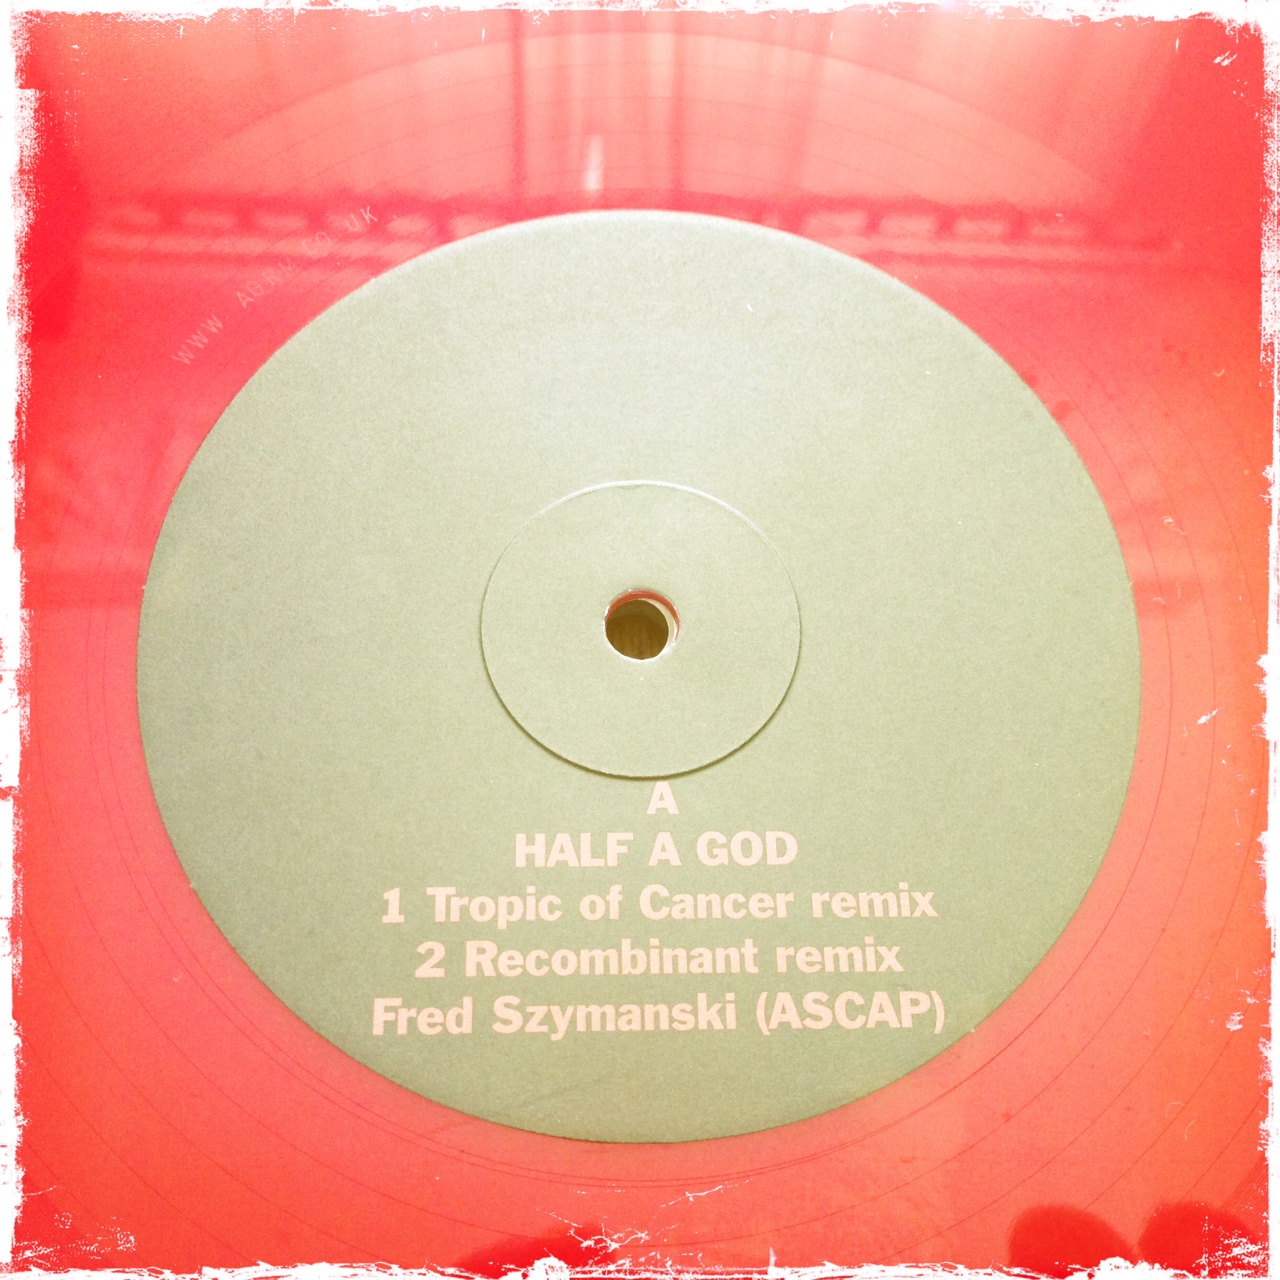 A
HALF A GOD
1 Tropic of Cancer remix
2 Recombinant remix
Fred Szymanski (ASCAP)